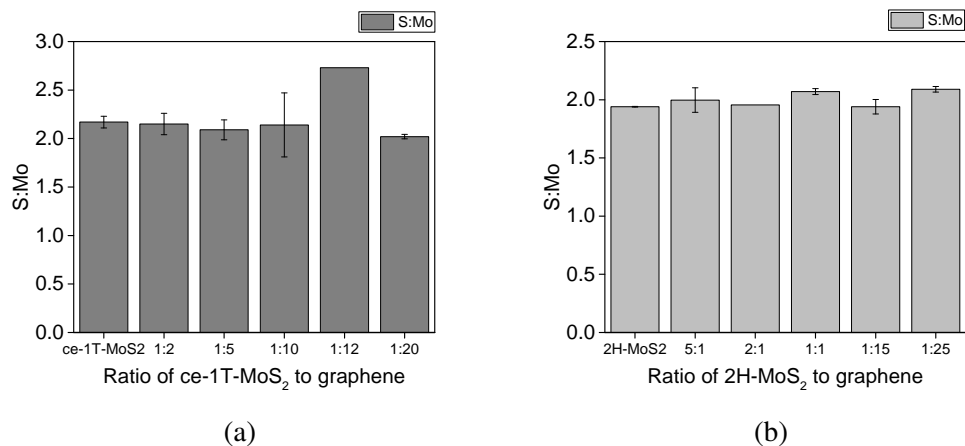 S:Mo
3.0
2.5
2.0
1.5
1.0
0.5
0.0
S:Mo
ce-1T-MoS2 1:2 1:5 1:10 1:12 1:20
Ratio of ce-1T-MoS₂ to graphene
(a)
S:Mo
2.5
2.0
1.5
1.0
0.5
0.0
S:Mo
2H-MoS2 5:1 2:1 1:1 1:15 1:25
Ratio of 2H-MoS₂ to graphene
(b)